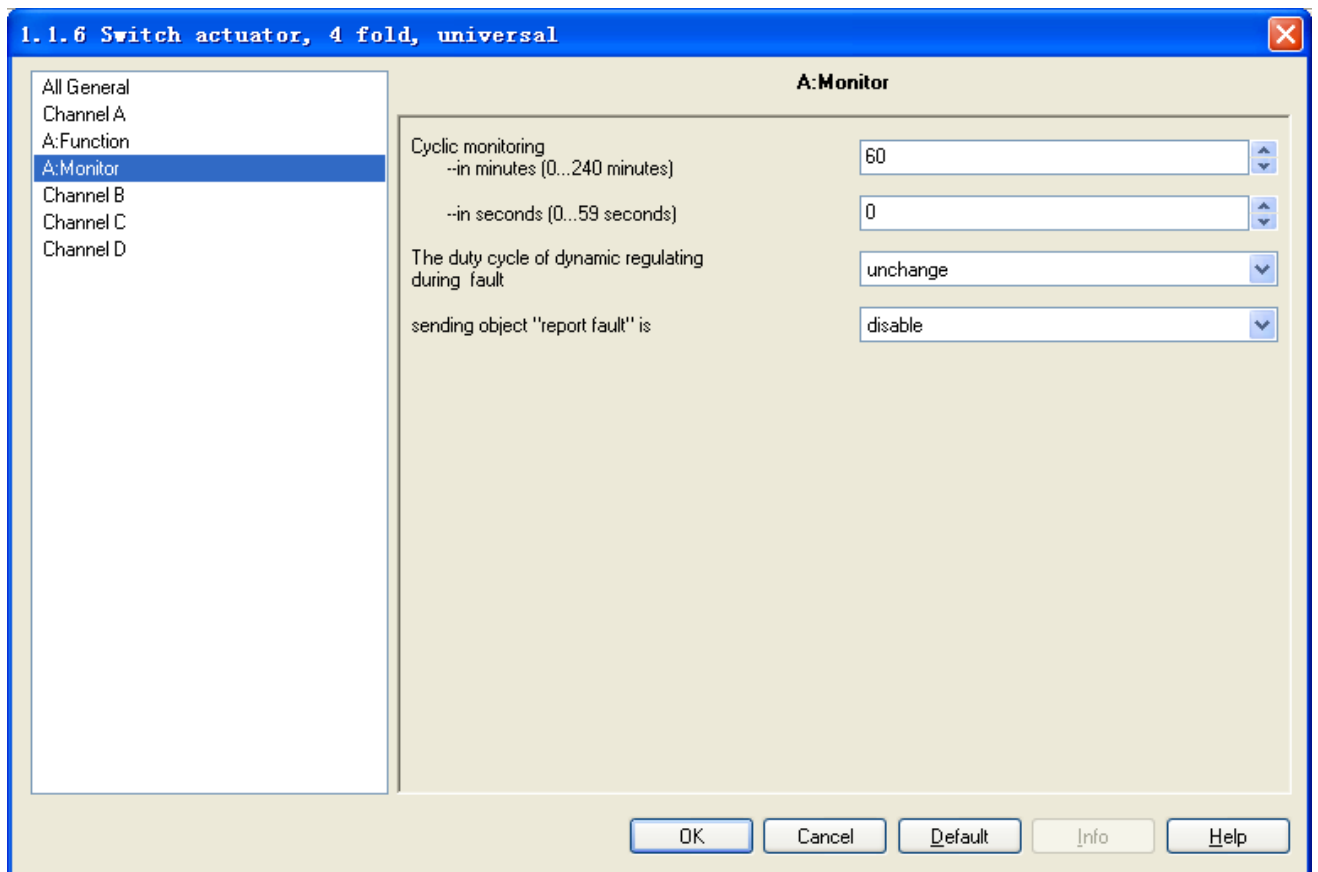 1.1.6 Switch actuator, 4 fold, universal
All General
Channel A
A:Function
A:Monitor
Channel B
Channel C
Channel D
A:Monitor
Cyclic monitoring
--in minutes (0...240 minutes)
60
--in seconds (0...59 seconds)
0
The duty cycle of dynamic regulating
during fault
unchange
sending object "report fault" is
disable
OK
Cancel
Default
Info
Help